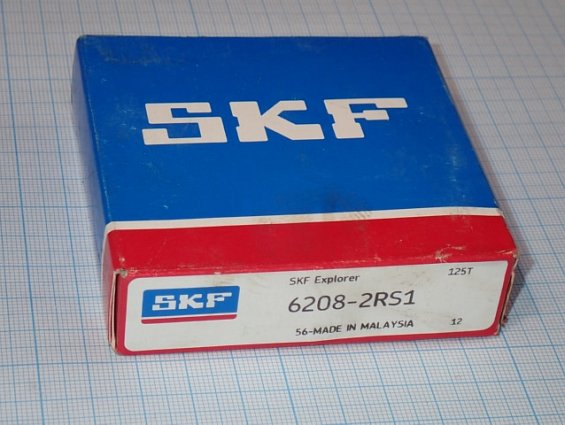 SKF
SKF Explorer 125T
SKF 6208-2RS1
56-MADE IN MALAYSIA 12